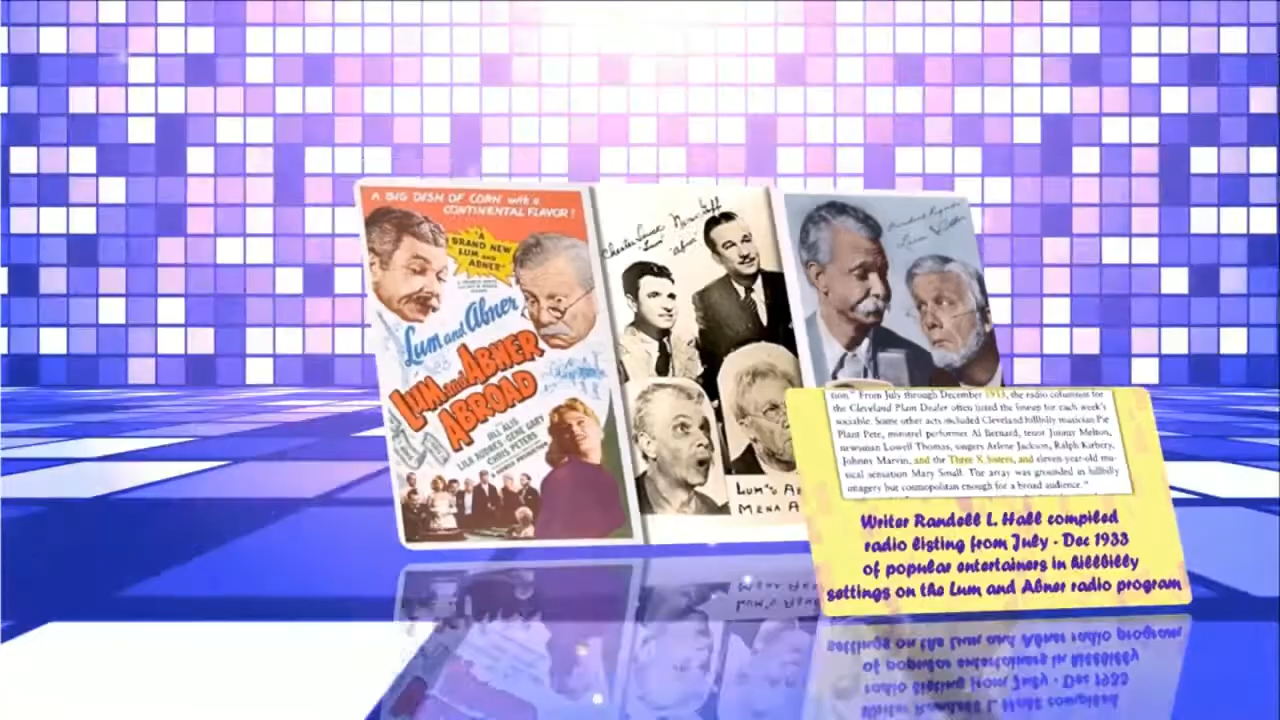 A BIG DISH OF CORN with a
CONTINENTAL FLAVOR!
"A
BRAND NEW
LUM AND
ABNER"
Lum and Abner
LUM and ABNER
ABROAD
JILL ALIS
LILA AUDRES GENE GARY
CHRIS PETERS
Chester Lauck Norris Goff
"Lum" "Abner"
LUM'S
MENA
tion." From July through December 1933, the radio columnist for
the Cleveland Plant Dealer often listed the lineup for each week's
sociable. Some other acts included Cleveland hillbilly musician Pie
Plant Pete, minstrel performer Al Bernard, tenor Jimmy Melton,
newsman Lowell Thomas, singers Arlene Jackson, Ralph Kirbery,
Johnny Marvin, and the Three X Sisters, and eleven-year-old mu-
sical sensation Mary Small. The array was grounded in hillbilly
imagery but cosmopolitan enough for a broad audience."
Writer Randell L. Hall compiled
radio listing from July - Dec 1933
of popular entertainers in hillbilly
settings on the Lum and Abner radio program